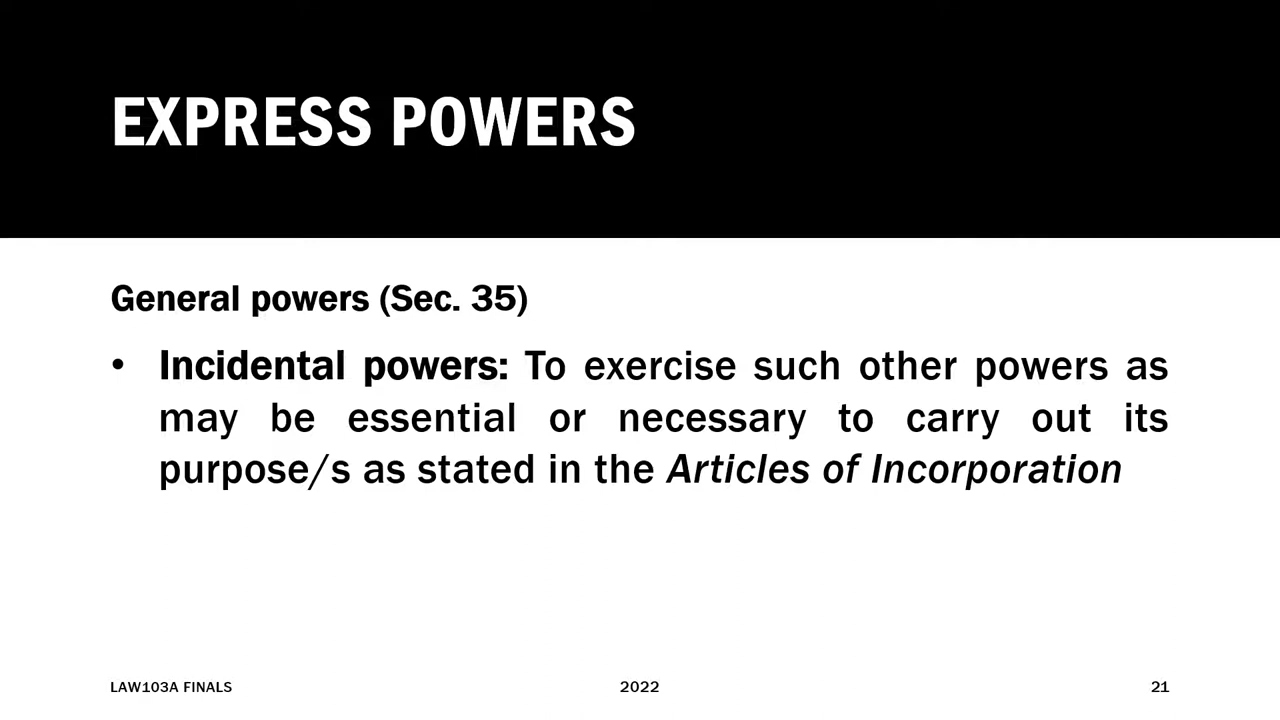 EXPRESS POWERS
General powers (Sec. 35)
• Incidental powers: To exercise such other powers as
may be essential or necessary to carry out its
purpose/s as stated in the Articles of Incorporation
LAW103A FINALS
2022
21